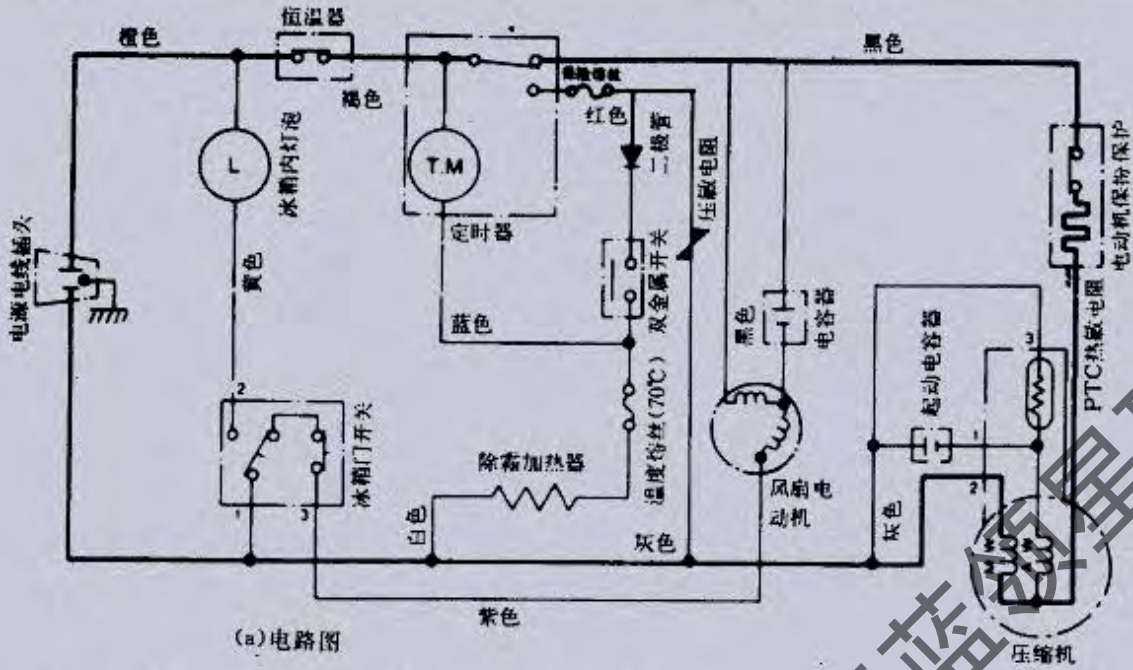 恒温器
橙色
褐色
黑色
红色
L
冰箱内灯泡
T.M
定时器
二极管
压敏电阻
电动机保扮保护
电源电线插头
黄色
蓝色
双金属开关
黑色
电容器
PTC热敏电阻
起动电容器
3
1
2
2
冰箱门开关
1
3
除霜加热器
温度熔丝(70℃)
风扇电
动机
白色
灰色
灰色
紫色
(a)电路图
压缩机
蓝领星